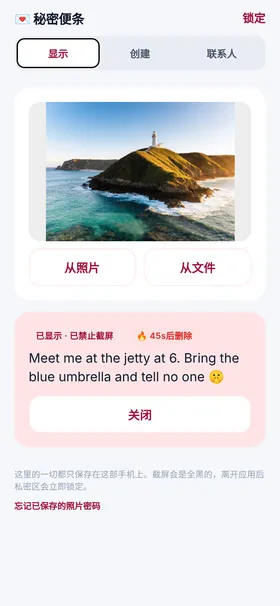 💌 秘密便条
锁定
显示
创建
联系人
从照片
从文件
已显示 · 已禁止截屏
🔥 45s后删除
Meet me at the jetty at 6. Bring the
blue umbrella and tell no one 🤫
关闭
这里的一切都只保存在这部手机上。截屏会是全黑的，离开应用后
私密区会立即锁定。
忘记已保存的照片密码